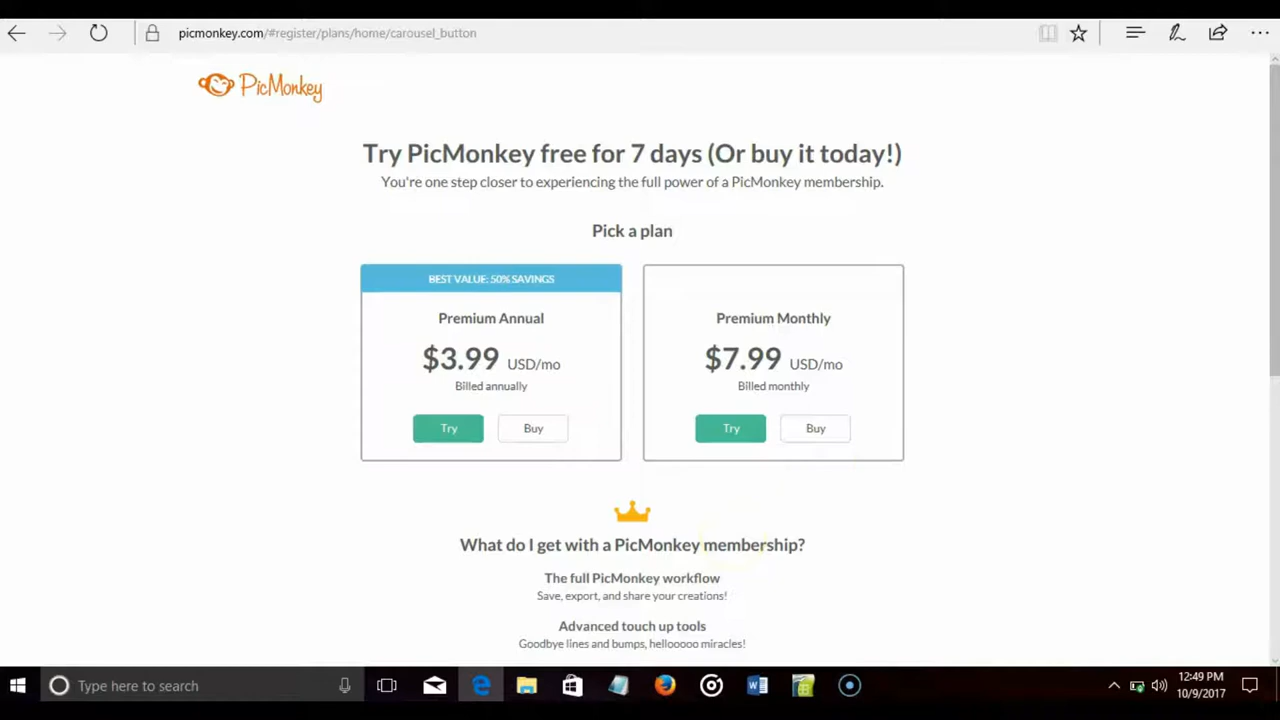 picmonkey.com/#register/plans/home/carousel_button
PicMonkey
Try PicMonkey free for 7 days (Or buy it today!)
You're one step closer to experiencing the full power of a PicMonkey membership.
Pick a plan
BEST VALUE: 50% SAVINGS
Premium Annual
$3.99 USD/mo
Billed annually
Try Buy
Premium Monthly
$7.99 USD/mo
Billed monthly
Try Buy
What do I get with a PicMonkey membership?
The full PicMonkey workflow
Save, export, and share your creations!
Advanced touch up tools
Goodbye lines and bumps, hellooooo miracles!
Type here to search
12:49 PM
10/9/2017